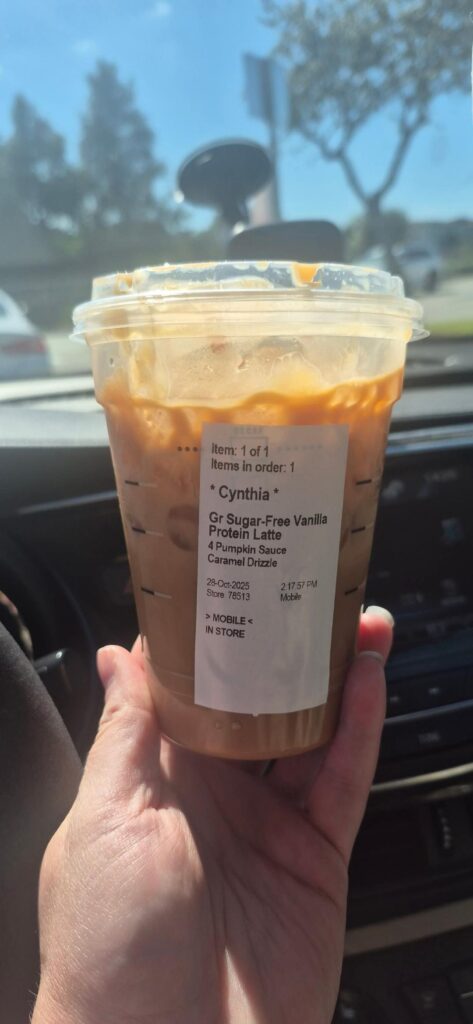 DECAF
Item: 1 of 1
Items in order: 1
* Cynthia *
Gr Sugar-Free Vanilla
Protein Latte
4 Pumpkin Sauce
Caramel Drizzle
28-Oct-2025 2:17:57 PM
Store 78513 Mobile
> MOBILE <
IN STORE